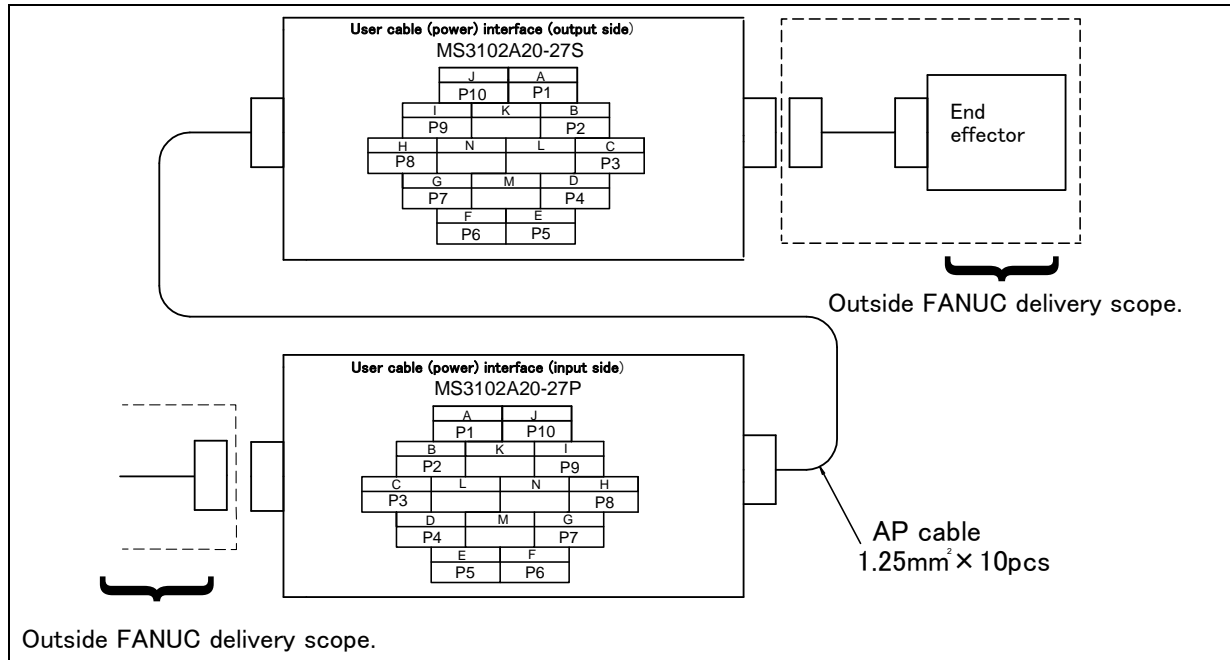 User cable (power) interface (output side)
MS3102A20-27S
J A
P10 P1
I K B
P9 P2
H N L C
P8 P3
G M D
P7 P4
F E
P6 P5
End
effector
Outside FANUC delivery scope.
User cable (power) interface (input side)
MS3102A20-27P
A J
P1 P10
B K I
P2 P9
C L N H
P3 P8
D M G
P4 P7
E F
P5 P6
AP cable
1.25mm² × 10pcs
Outside FANUC delivery scope.